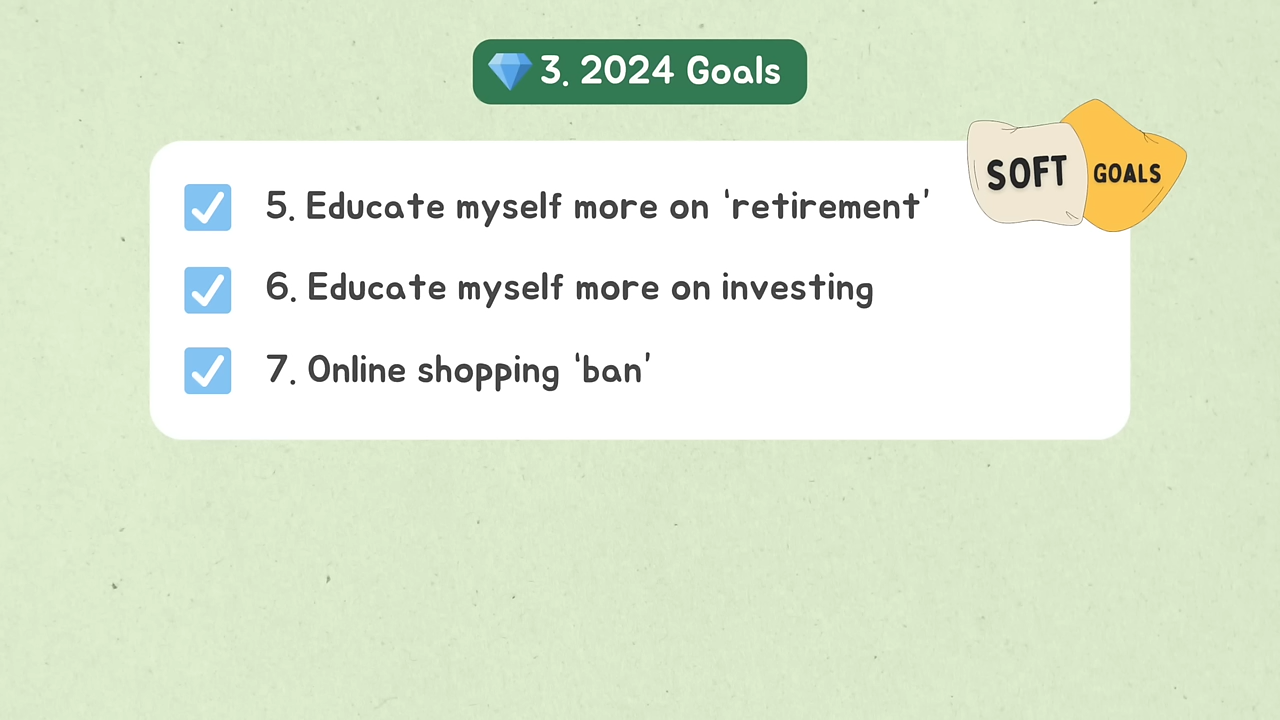 💎 3. 2024 Goals
SOFT GOALS
✅ 5. Educate myself more on ‘retirement’
✅ 6. Educate myself more on investing
✅ 7. Online shopping ‘ban’